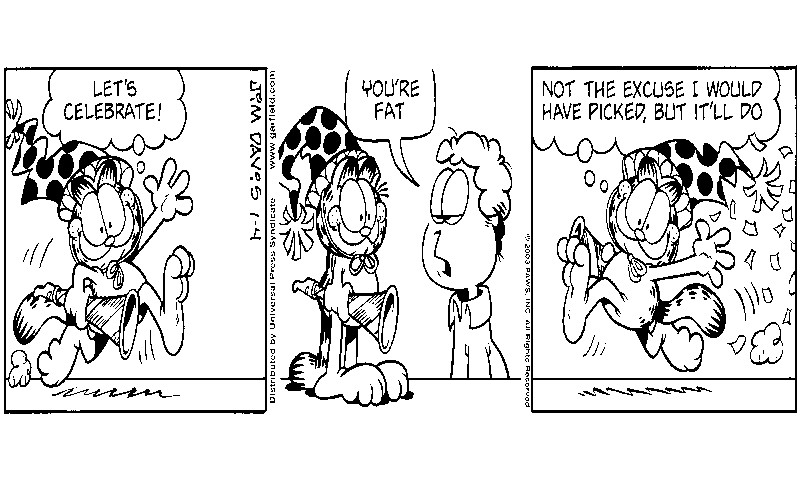 LET'S
CELEBRATE!
JIM DAVIS 1-4
www.garfield.com
Distributed by Universal Press Syndicate
YOU'RE
FAT
© 2003 PAWS, INC. All Rights Reserved
NOT THE EXCUSE I WOULD
HAVE PICKED, BUT IT'LL DO